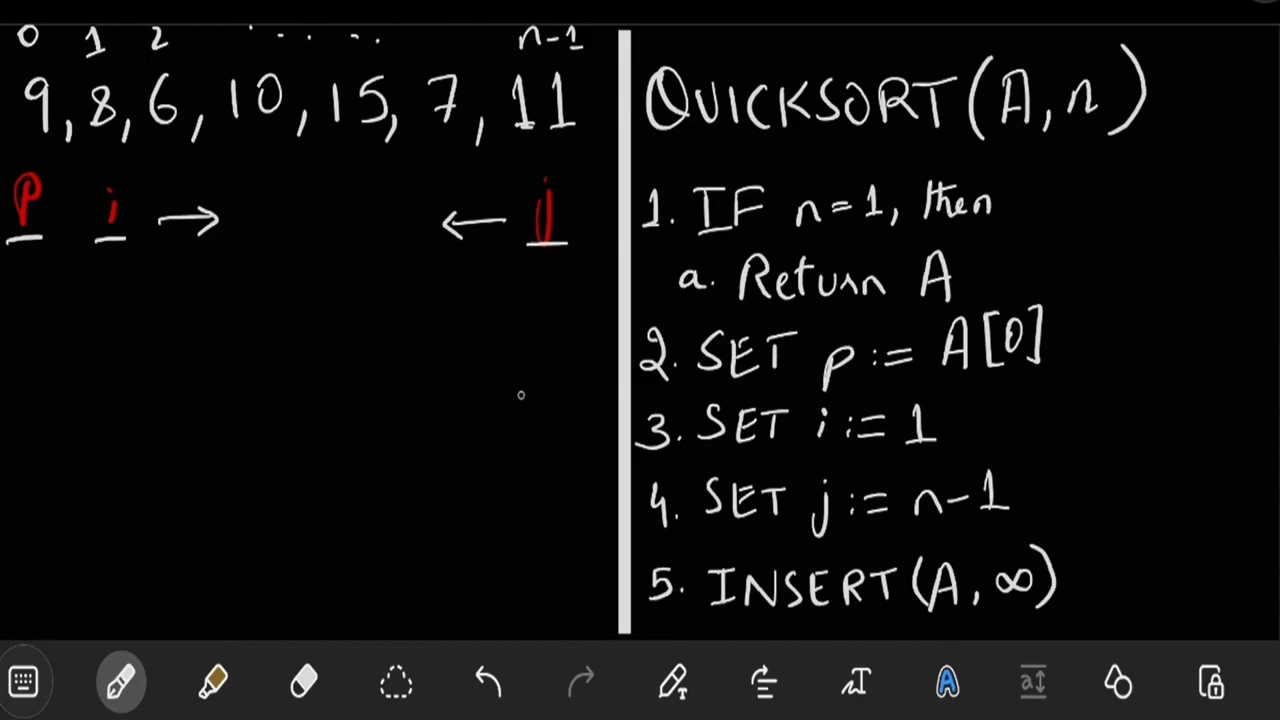 0 1 2 . . . . . n-1
9, 8, 6, 10, 15, 7, 11
P i → ← j
QUICKSORT(A, n)
1. IF n=1, then
a. Return A
2. SET p := A[0]
3. SET i := 1
4. SET j := n-1
5. INSERT(A, ∞)